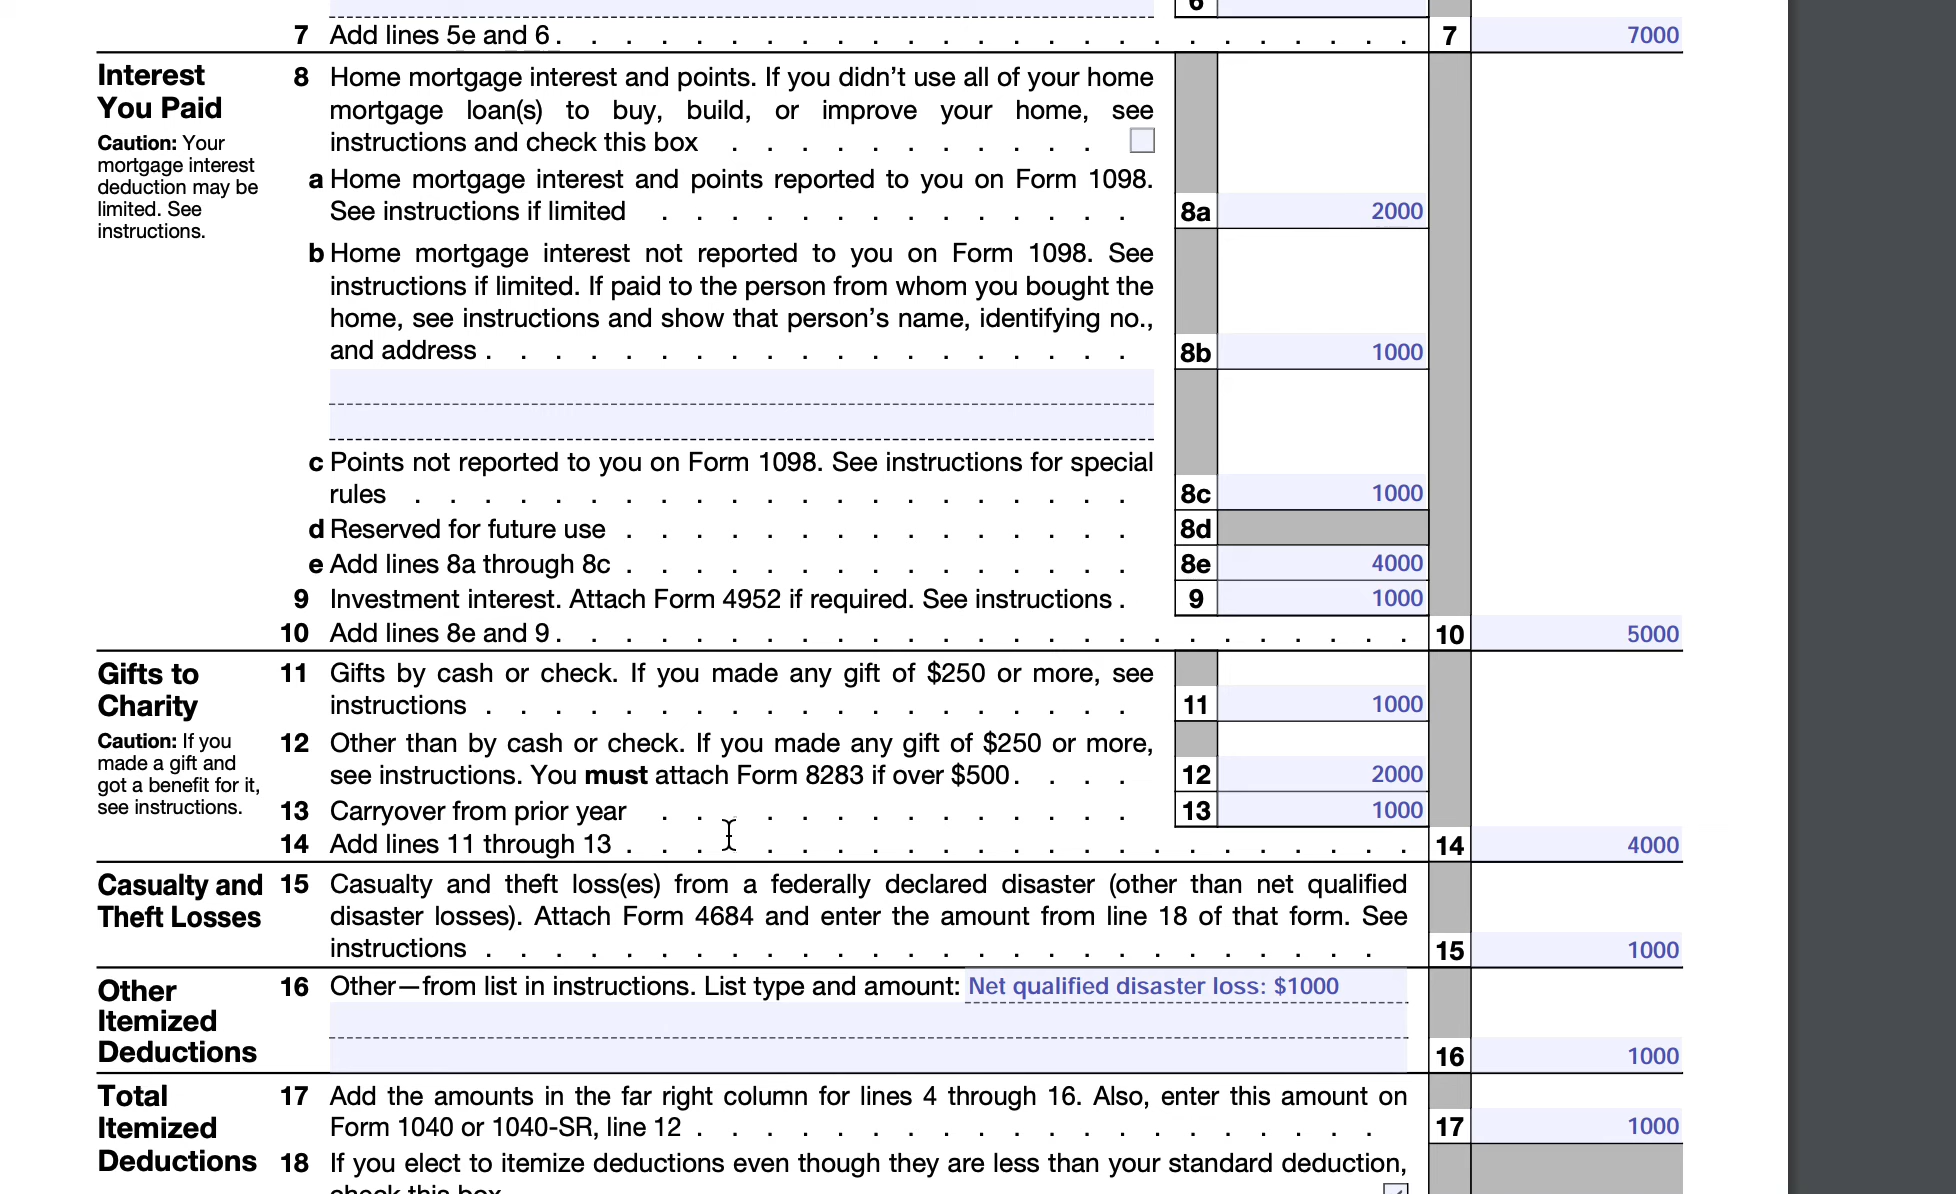 6
7 Add lines 5e and 6 . . . . . . . . . . . . . . . . . . . . . . . . . 7 7000
Interest You Paid
Caution: Your mortgage interest deduction may be limited. See instructions.
8 Home mortgage interest and points. If you didn’t use all of your home
mortgage loan(s) to buy, build, or improve your home, see
instructions and check this box . . . . . . . . . . .
a Home mortgage interest and points reported to you on Form 1098.
See instructions if limited . . . . . . . . . . . . . . 8a 2000
b Home mortgage interest not reported to you on Form 1098. See
instructions if limited. If paid to the person from whom you bought the
home, see instructions and show that person’s name, identifying no.,
and address . . . . . . . . . . . . . . . . . . . 8b 1000
c Points not reported to you on Form 1098. See instructions for special
rules . . . . . . . . . . . . . . . . . . . . . 8c 1000
d Reserved for future use . . . . . . . . . . . . . . . 8d
e Add lines 8a through 8c . . . . . . . . . . . . . . . 8e 4000
9 Investment interest. Attach Form 4952 if required. See instructions . 9 1000
10 Add lines 8e and 9 . . . . . . . . . . . . . . . . . . . . . . . . . 10 5000
Gifts to Charity
Caution: If you made a gift and got a benefit for it, see instructions.
11 Gifts by cash or check. If you made any gift of $250 or more, see
instructions . . . . . . . . . . . . . . . . . . . 11 1000
12 Other than by cash or check. If you made any gift of $250 or more,
see instructions. You must attach Form 8283 if over $500 . . . . 12 2000
13 Carryover from prior year . . . . . . . . . . . . . . 13 1000
14 Add lines 11 through 13 . . . . . . . . . . . . . . . . . . . . . . . 14 4000
Casualty and Theft Losses
15 Casualty and theft loss(es) from a federally declared disaster (other than net qualified
disaster losses). Attach Form 4684 and enter the amount from line 18 of that form. See
instructions . . . . . . . . . . . . . . . . . . . . . . . . . . 15 1000
Other Itemized Deductions
16 Other—from list in instructions. List type and amount: Net qualified disaster loss: $1000
16 1000
Total Itemized Deductions
17 Add the amounts in the far right column for lines 4 through 16. Also, enter this amount on
Form 1040 or 1040-SR, line 12 . . . . . . . . . . . . . . . . . . . . 17 1000
18 If you elect to itemize deductions even though they are less than your standard deduction,
check this box